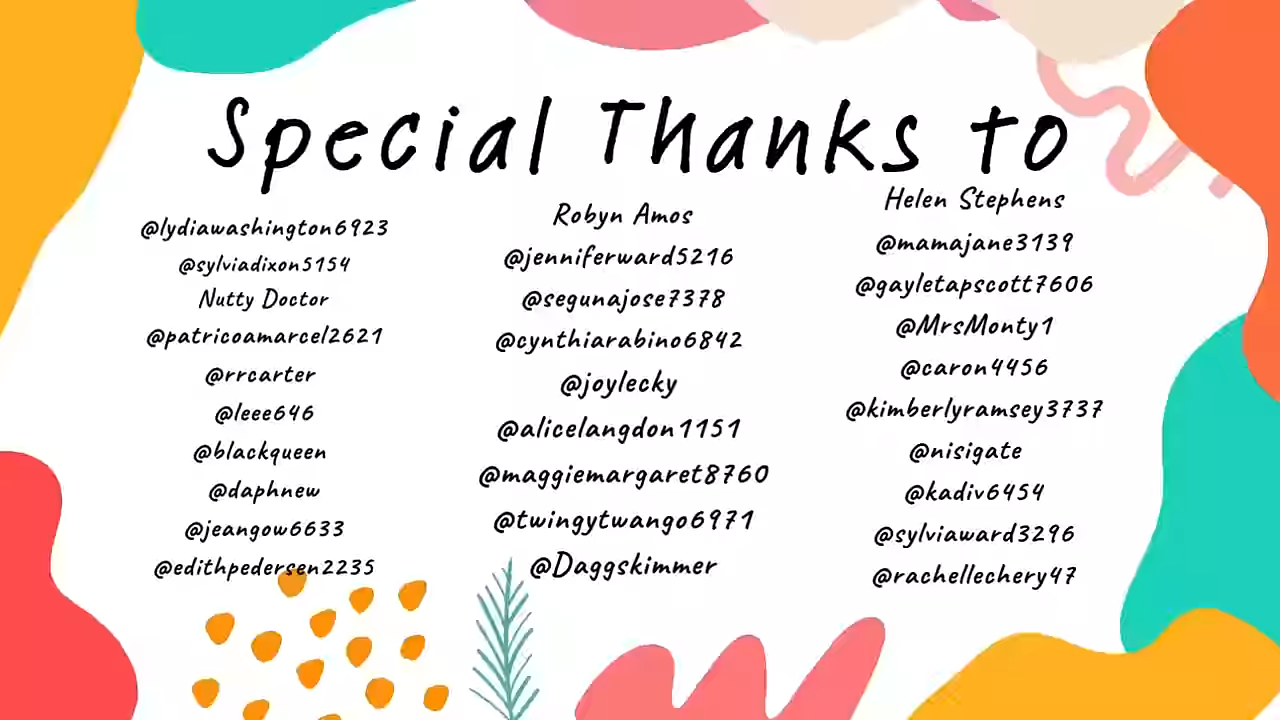 Special Thanks to
@lydiawashington6923
@sylviadixon5154
Nutty Doctor
@patricoamarcel2621
@rrcarter
@leee646
@blackqueen
@daphnew
@jeangow6633
@edithpedersen2235
Robyn Amos
@jenniferward5216
@segunajose7378
@cynthiarabino6842
@joylecky
@alicelangdon1151
@maggiemargaret8760
@twingytwango6971
@Daggskimmer
Helen Stephens
@mamajane3139
@gayletapscott7606
@MrsMonty1
@caron4456
@kimberlyramsey3737
@nisigate
@kadiv6454
@sylviaward3296
@rachellechery47